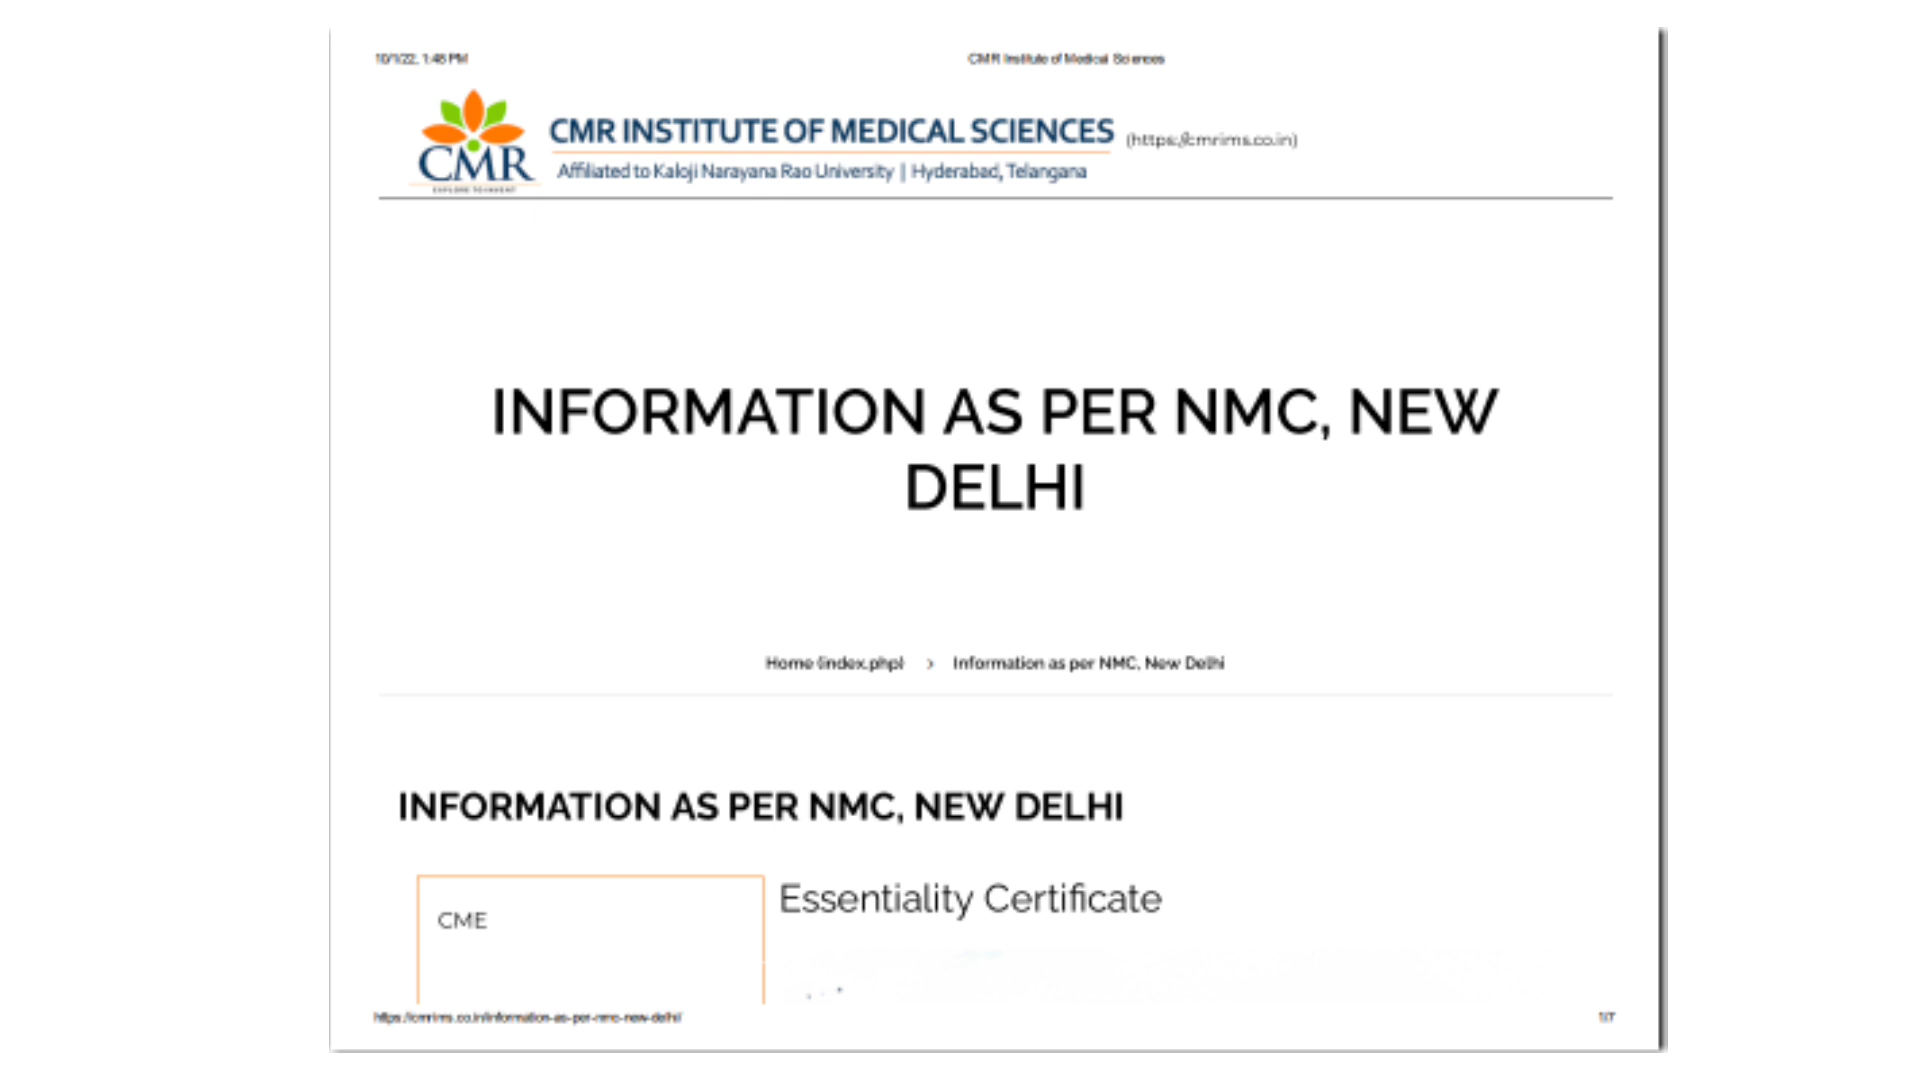 10/1/22, 1:48 PM CMR Institute of Medical Sciences
CMR INSTITUTE OF MEDICAL SCIENCES (https://cmrims.co.in)
CMR Affiliated to Kaloji Narayana Rao University | Hyderabad, Telangana
EXPLORE TO INVENT
INFORMATION AS PER NMC, NEW
DELHI
Home (index.php) > Information as per NMC, New Delhi
INFORMATION AS PER NMC, NEW DELHI
Essentiality Certificate
CME
https://cmrims.co.in/information-as-per-nmc-new-delhi/ 1/7